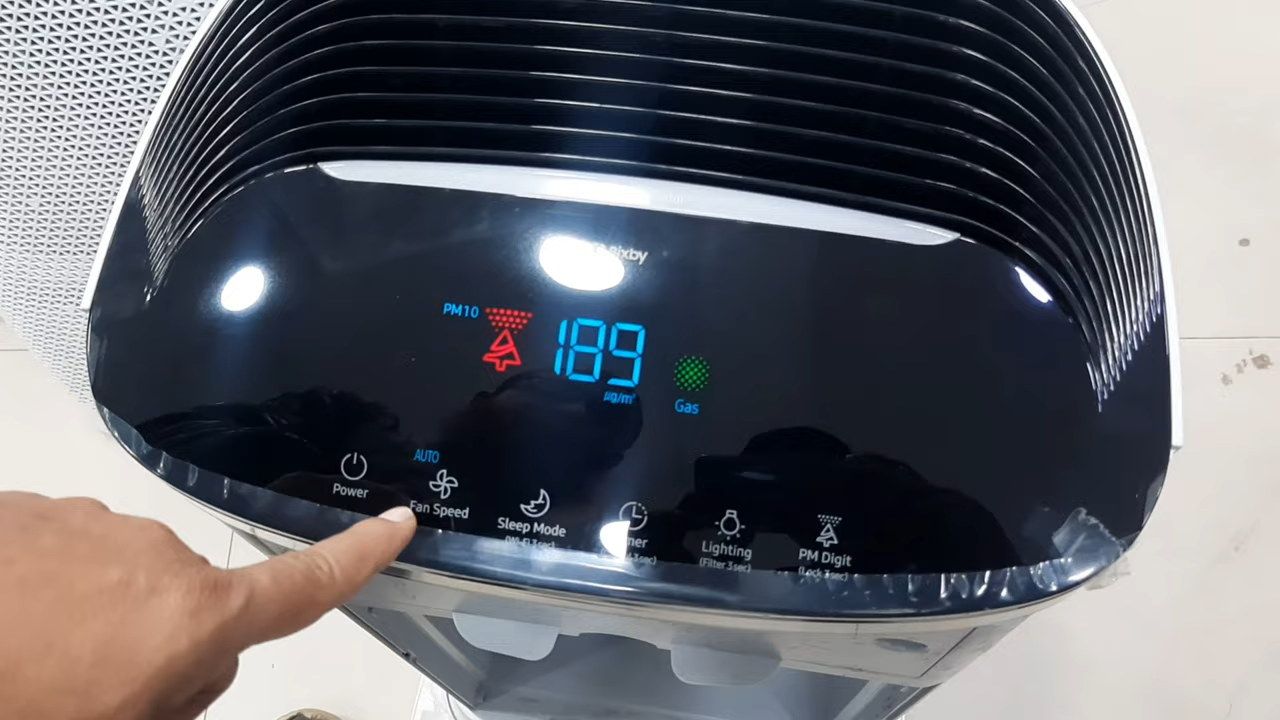 Bixby
PM10
189
µg/m³
Gas
AUTO
Power
Fan Speed
Sleep Mode
Lighting
(Filter 3sec)
PM Digit
(Lock 3sec)